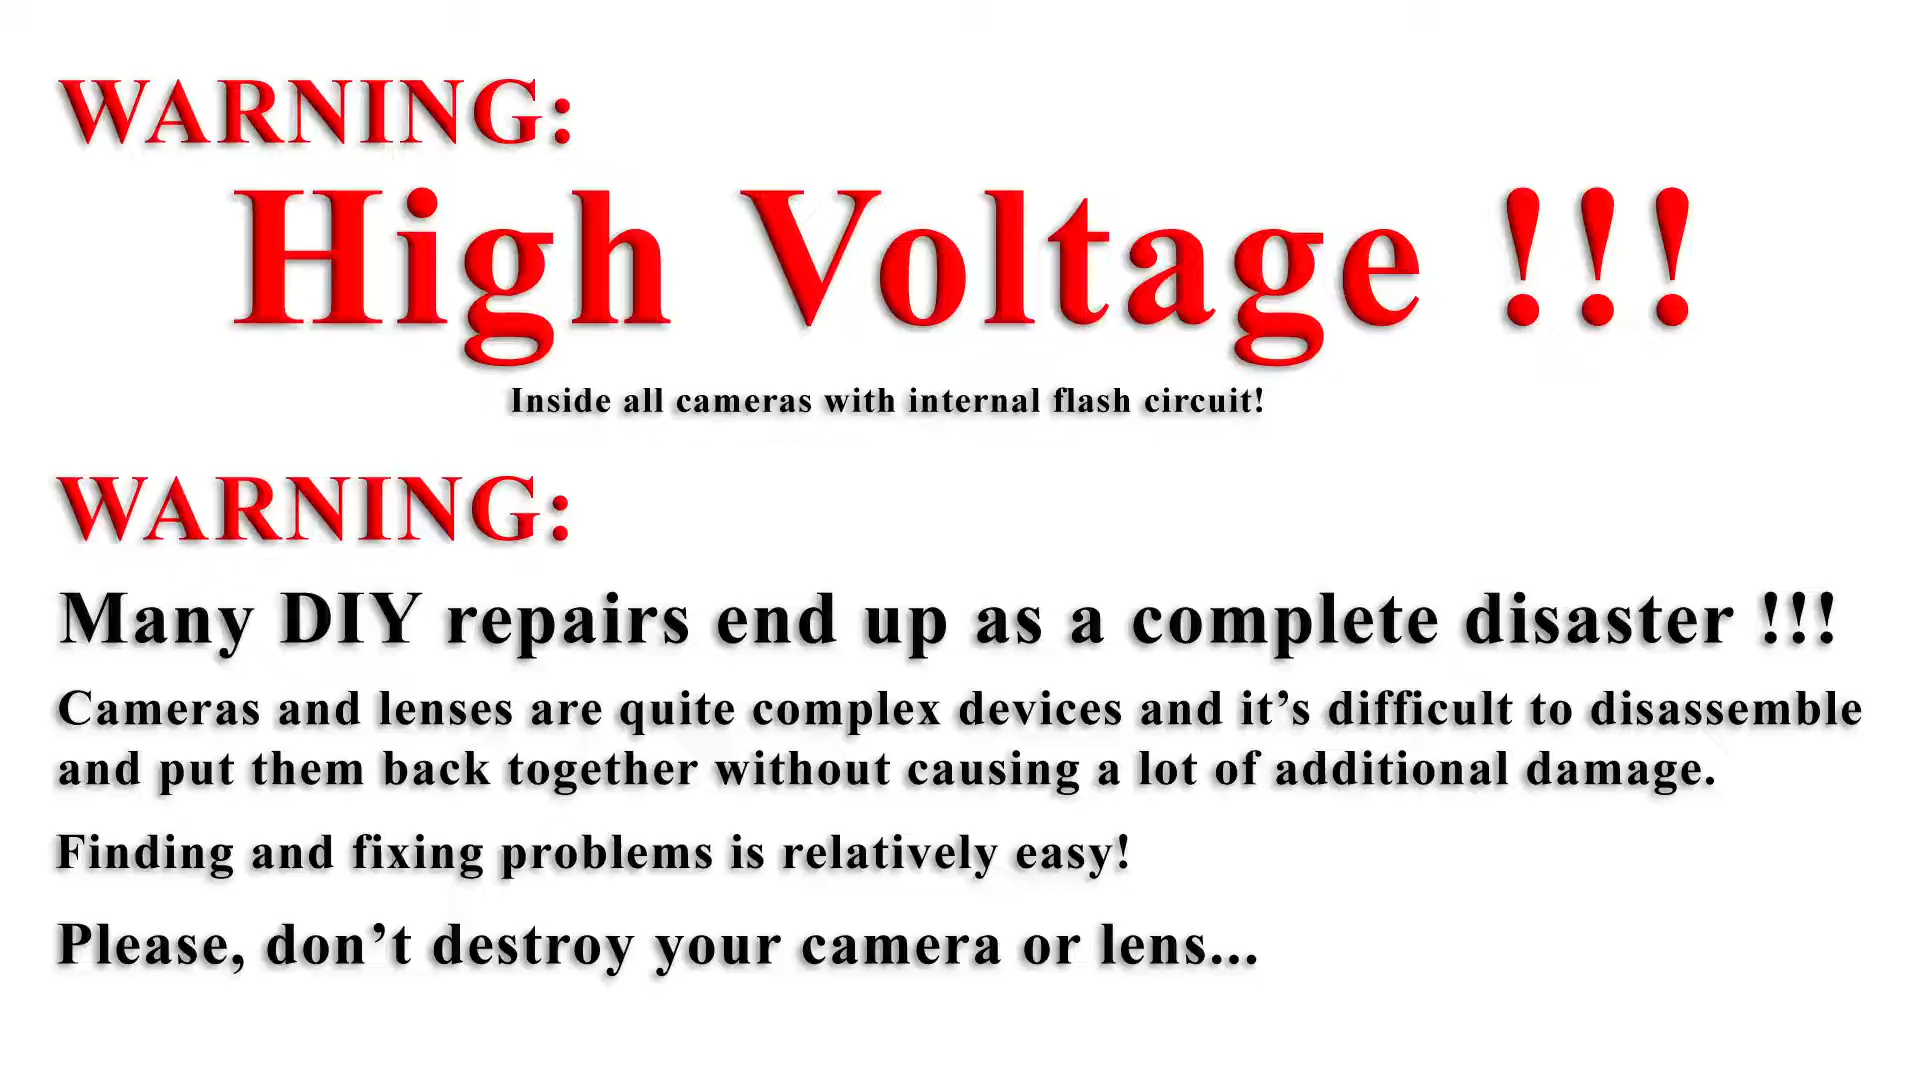 WARNING:
High Voltage !!!
Inside all cameras with internal flash circuit!
WARNING:
Many DIY repairs end up as a complete disaster !!!
Cameras and lenses are quite complex devices and it’s difficult to disassemble
and put them back together without causing a lot of additional damage.
Finding and fixing problems is relatively easy!
Please, don’t destroy your camera or lens...